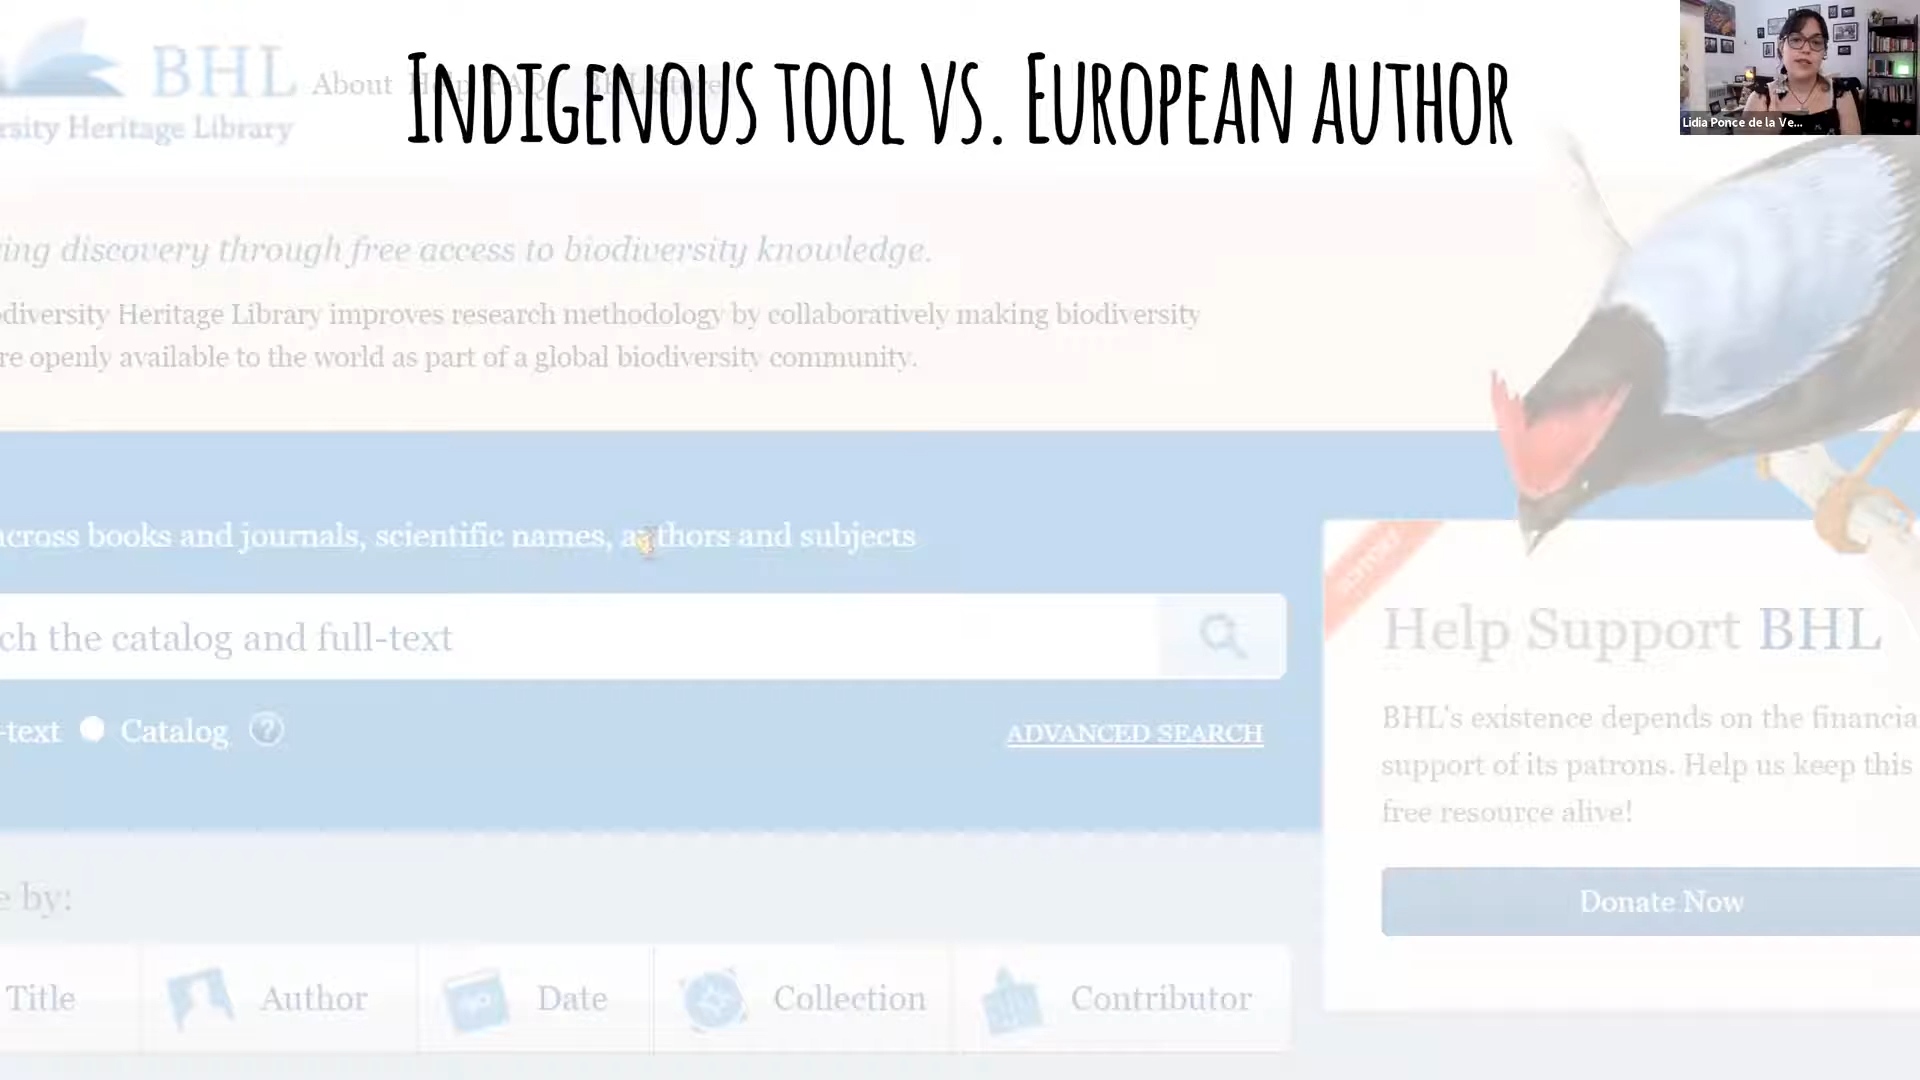 INDIGENOUS TOOL VS. EUROPEAN AUTHOR
Lidia Ponce de la Ve...
BHL
About Help FAQ BHL Store
rsity Heritage Library
ing discovery through free access to biodiversity knowledge.
diversity Heritage Library improves research methodology by collaboratively making biodiversity
re openly available to the world as part of a global biodiversity community.
across books and journals, scientific names, authors and subjects
ch the catalog and full-text
-text Catalog ?
ADVANCED SEARCH
Help Support BHL
BHL's existence depends on the financia
support of its patrons. Help us keep this
free resource alive!
Donate Now
e by:
Title Author Date Collection Contributor